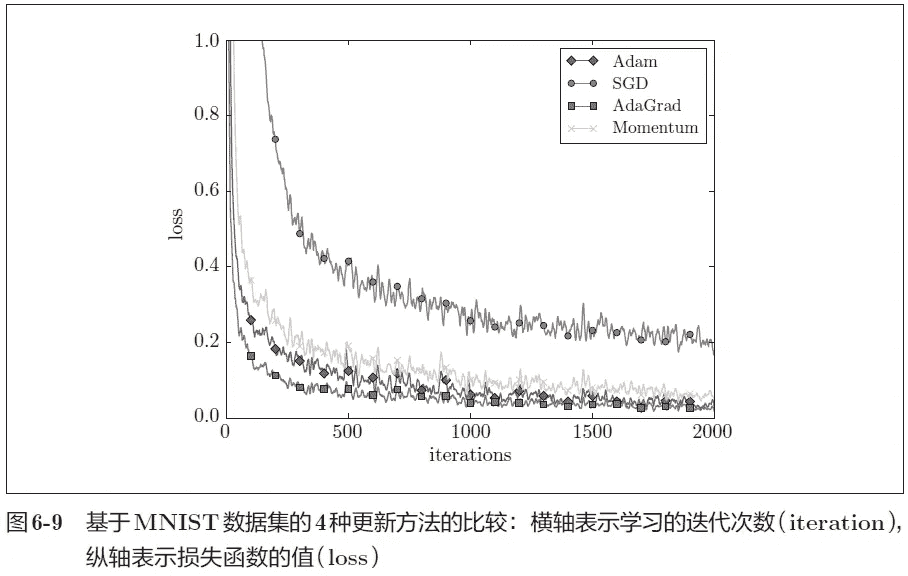 1.0
0.8
0.6
0.4
0.2
0.0
loss
Adam
SGD
AdaGrad
Momentum
0 500 1000 1500 2000
iterations
图6-9 基于MNIST数据集的4种更新方法的比较：横轴表示学习的迭代次数（iteration），
纵轴表示损失函数的值（loss）